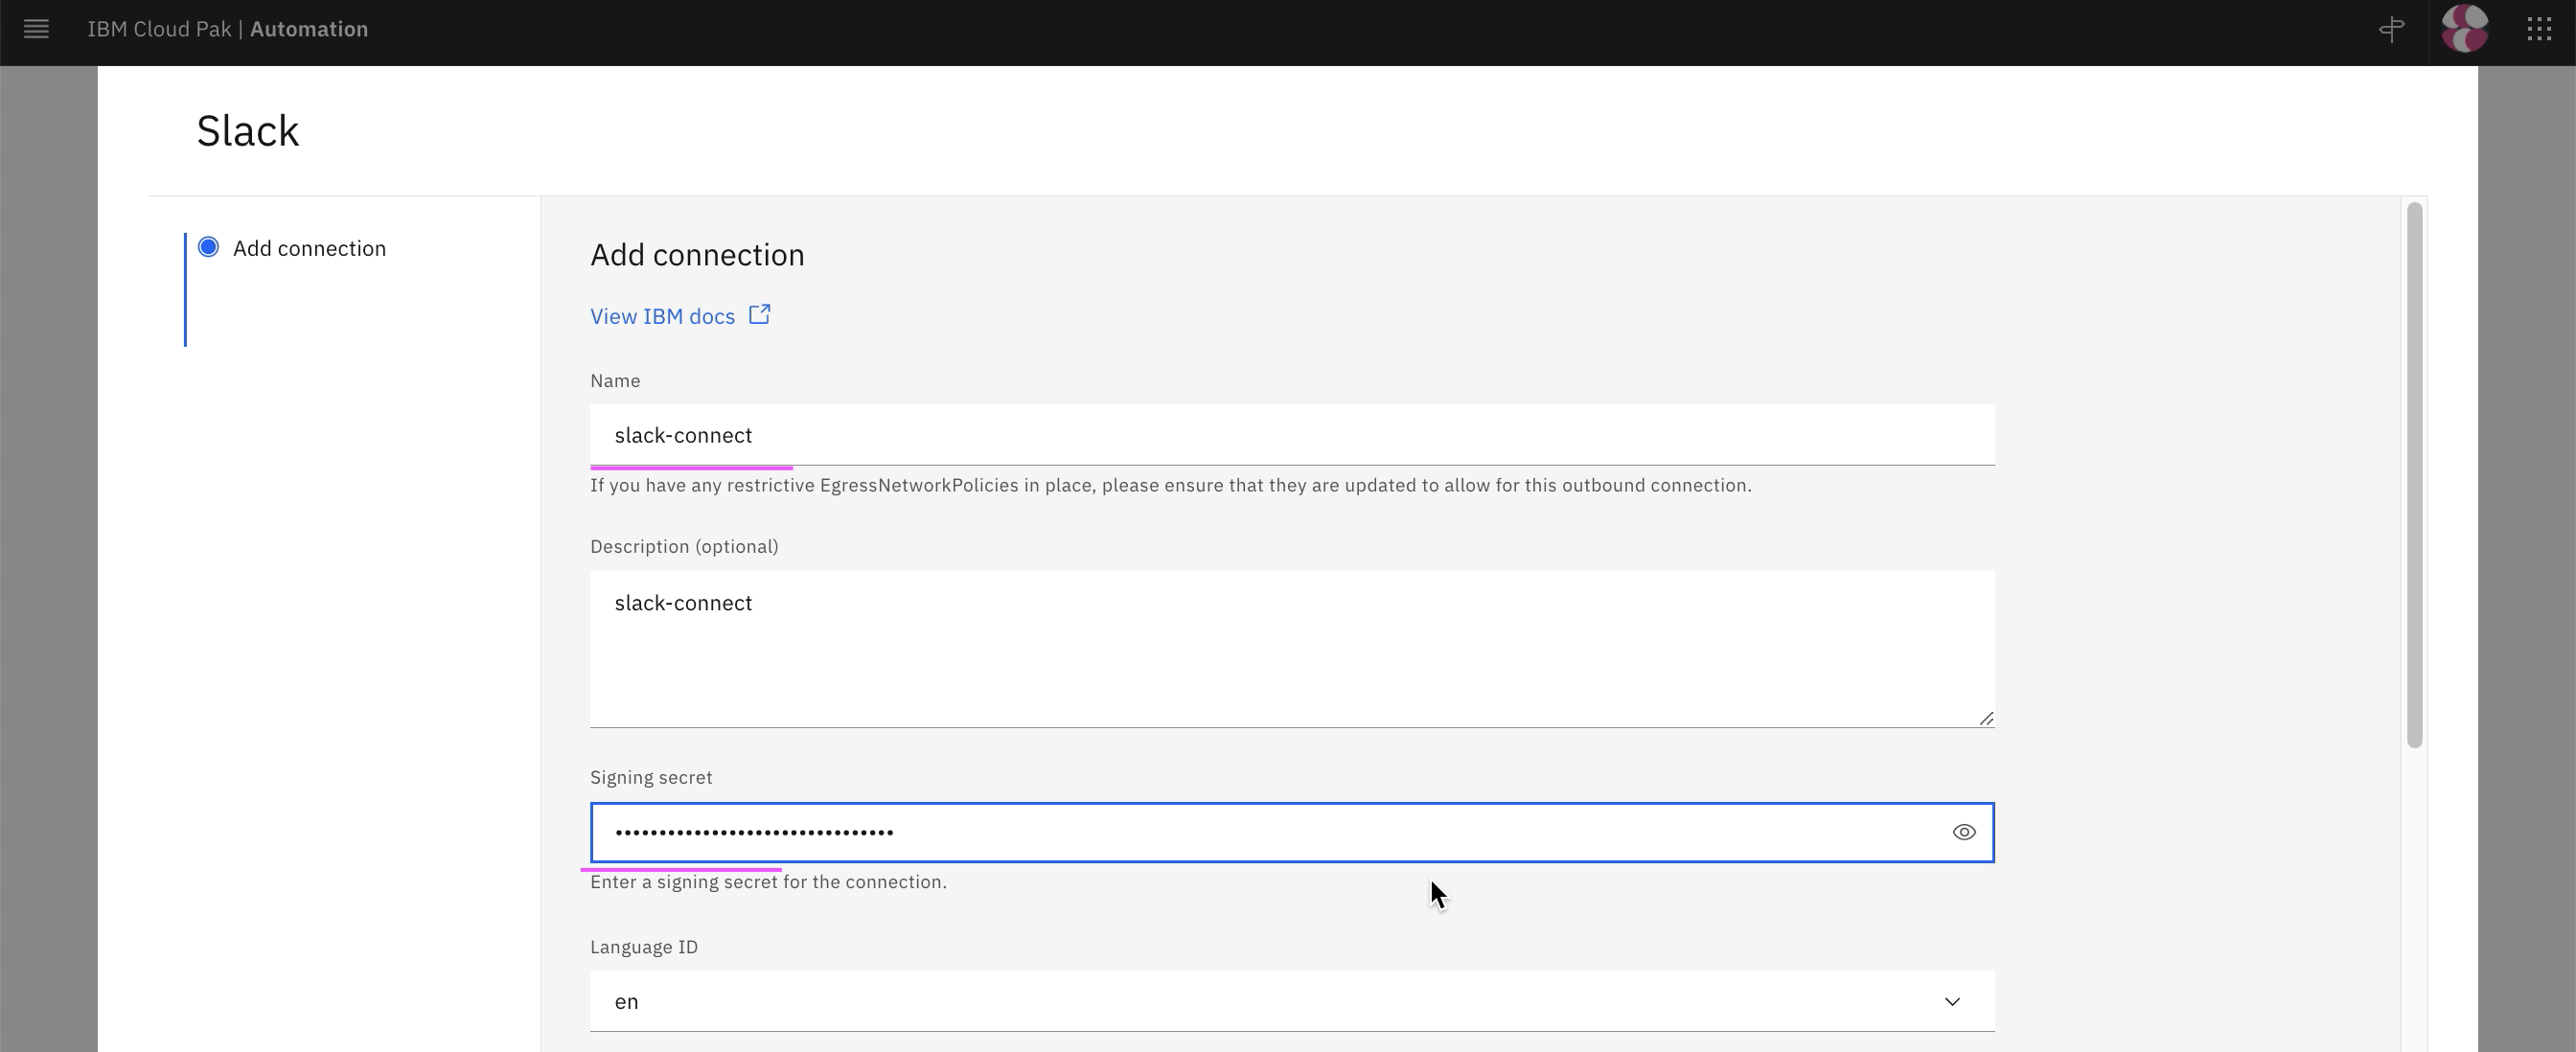 IBM Cloud Pak | Automation
Slack
Add connection
Add connection
View IBM docs
Name
slack-connect
If you have any restrictive EgressNetworkPolicies in place, please ensure that they are updated to allow for this outbound connection.
Description (optional)
slack-connect
Signing secret
••••••••••••••••••••••••••••••••
Enter a signing secret for the connection.
Language ID
en